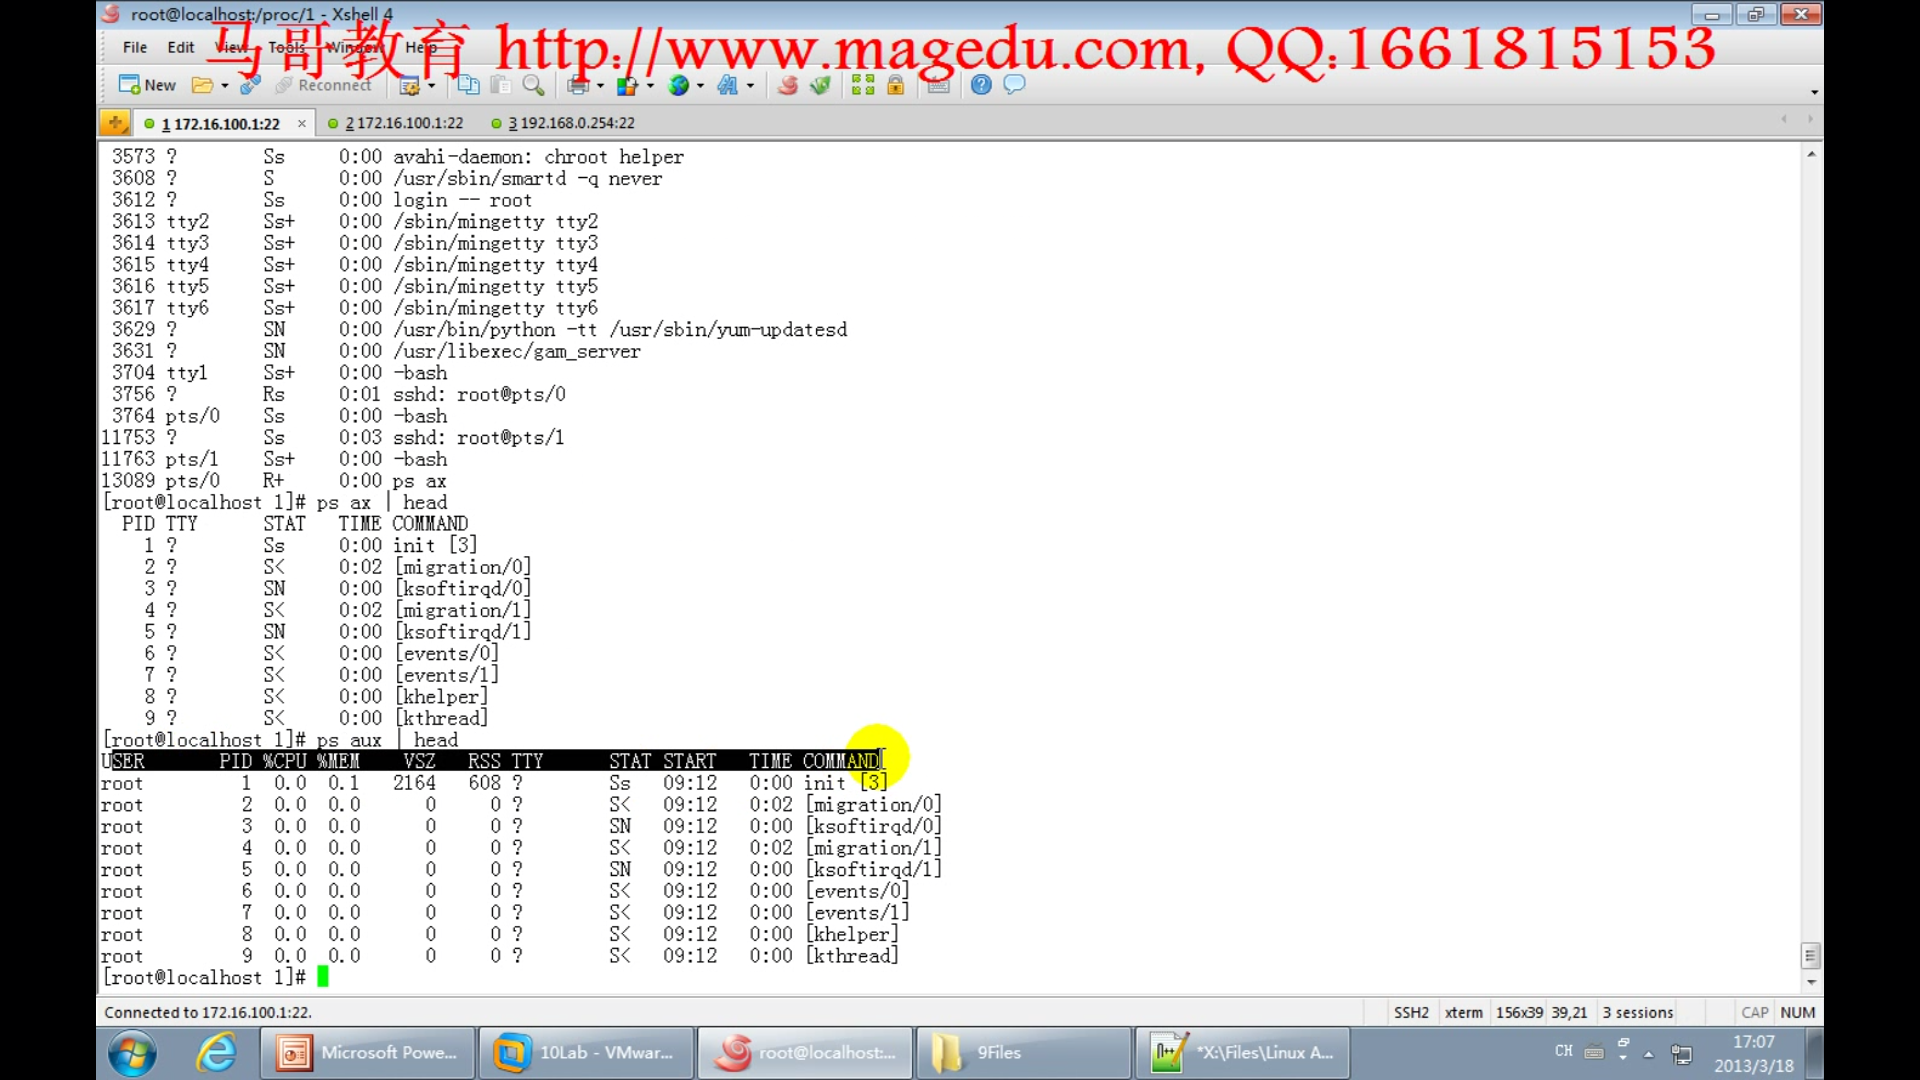 root@localhost:/proc/1 - Xshell 4
马哥教育 http://www.magedu.com, QQ:1661815153
File Edit View Tools Window Help
New Reconnect
1 172.16.100.1:22 × 2 172.16.100.1:22 3 192.168.0.254:22
3573 ? Ss 0:00 avahi-daemon: chroot helper
3608 ? S 0:00 /usr/sbin/smartd -q never
3612 ? Ss 0:00 login -- root
3613 tty2 Ss+ 0:00 /sbin/mingetty tty2
3614 tty3 Ss+ 0:00 /sbin/mingetty tty3
3615 tty4 Ss+ 0:00 /sbin/mingetty tty4
3616 tty5 Ss+ 0:00 /sbin/mingetty tty5
3617 tty6 Ss+ 0:00 /sbin/mingetty tty6
3629 ? SN 0:00 /usr/bin/python -tt /usr/sbin/yum-updatesd
3631 ? SN 0:00 /usr/libexec/gam_server
3704 tty1 Ss+ 0:00 -bash
3756 ? Rs 0:01 sshd: root@pts/0
3764 pts/0 Ss 0:00 -bash
11753 ? Ss 0:03 sshd: root@pts/1
11763 pts/1 Ss+ 0:00 -bash
13089 pts/0 R+ 0:00 ps ax
[root@localhost 1]# ps ax | head
PID TTY STAT TIME COMMAND
1 ? Ss 0:00 init [3]
2 ? S< 0:02 [migration/0]
3 ? SN 0:00 [ksoftirqd/0]
4 ? S< 0:02 [migration/1]
5 ? SN 0:00 [ksoftirqd/1]
6 ? S< 0:00 [events/0]
7 ? S< 0:00 [events/1]
8 ? S< 0:00 [khelper]
9 ? S< 0:00 [kthread]
[root@localhost 1]# ps aux | head
USER PID %CPU %MEM VSZ RSS TTY STAT START TIME COMMAND
root 1 0.0 0.1 2164 608 ? Ss 09:12 0:00 init [3]
root 2 0.0 0.0 0 0 ? S< 09:12 0:02 [migration/0]
root 3 0.0 0.0 0 0 ? SN 09:12 0:00 [ksoftirqd/0]
root 4 0.0 0.0 0 0 ? S< 09:12 0:02 [migration/1]
root 5 0.0 0.0 0 0 ? SN 09:12 0:00 [ksoftirqd/1]
root 6 0.0 0.0 0 0 ? S< 09:12 0:00 [events/0]
root 7 0.0 0.0 0 0 ? S< 09:12 0:00 [events/1]
root 8 0.0 0.0 0 0 ? S< 09:12 0:00 [khelper]
root 9 0.0 0.0 0 0 ? S< 09:12 0:00 [kthread]
[root@localhost 1]#
Connected to 172.16.100.1:22. SSH2 xterm 156x39 39,21 3 sessions CAP NUM
Microsoft Powe... 10Lab - VMwar... root@localhost:... 9Files *X:\Files\Linux A... CH 17:07
2013/3/18